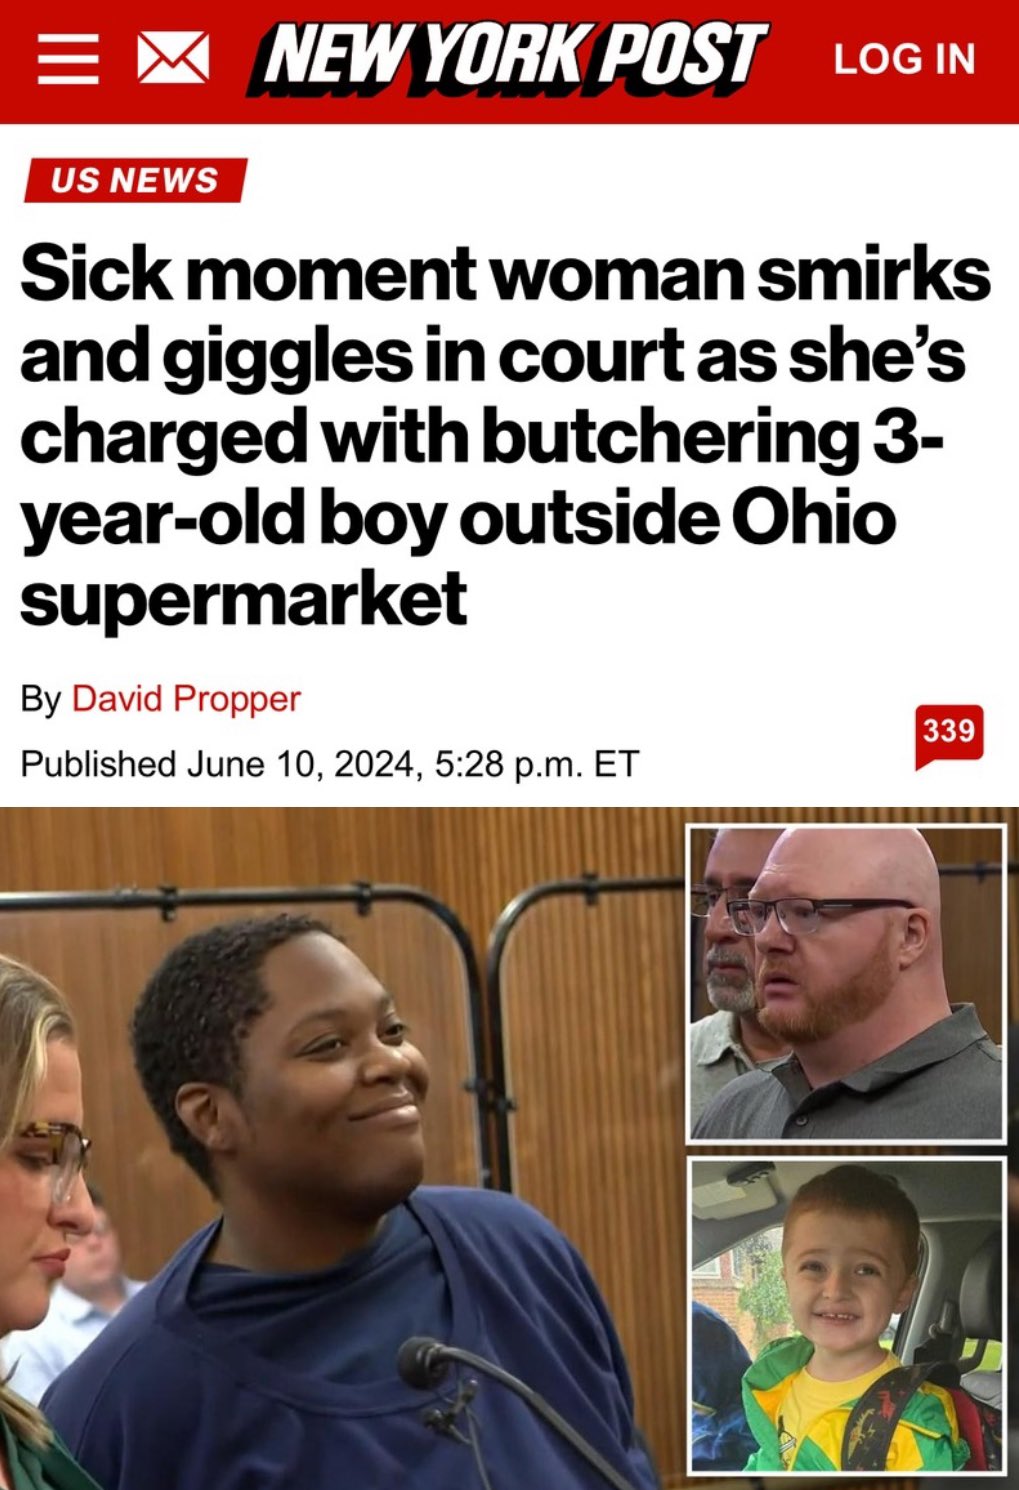 NEW YORK POST
LOG IN
US NEWS
Sick moment woman smirks
and giggles in court as she's
charged with butchering 3-
year-old boy outside Ohio
supermarket
By David Propper
339
Published June 10, 2024, 5:28 p.m. ET